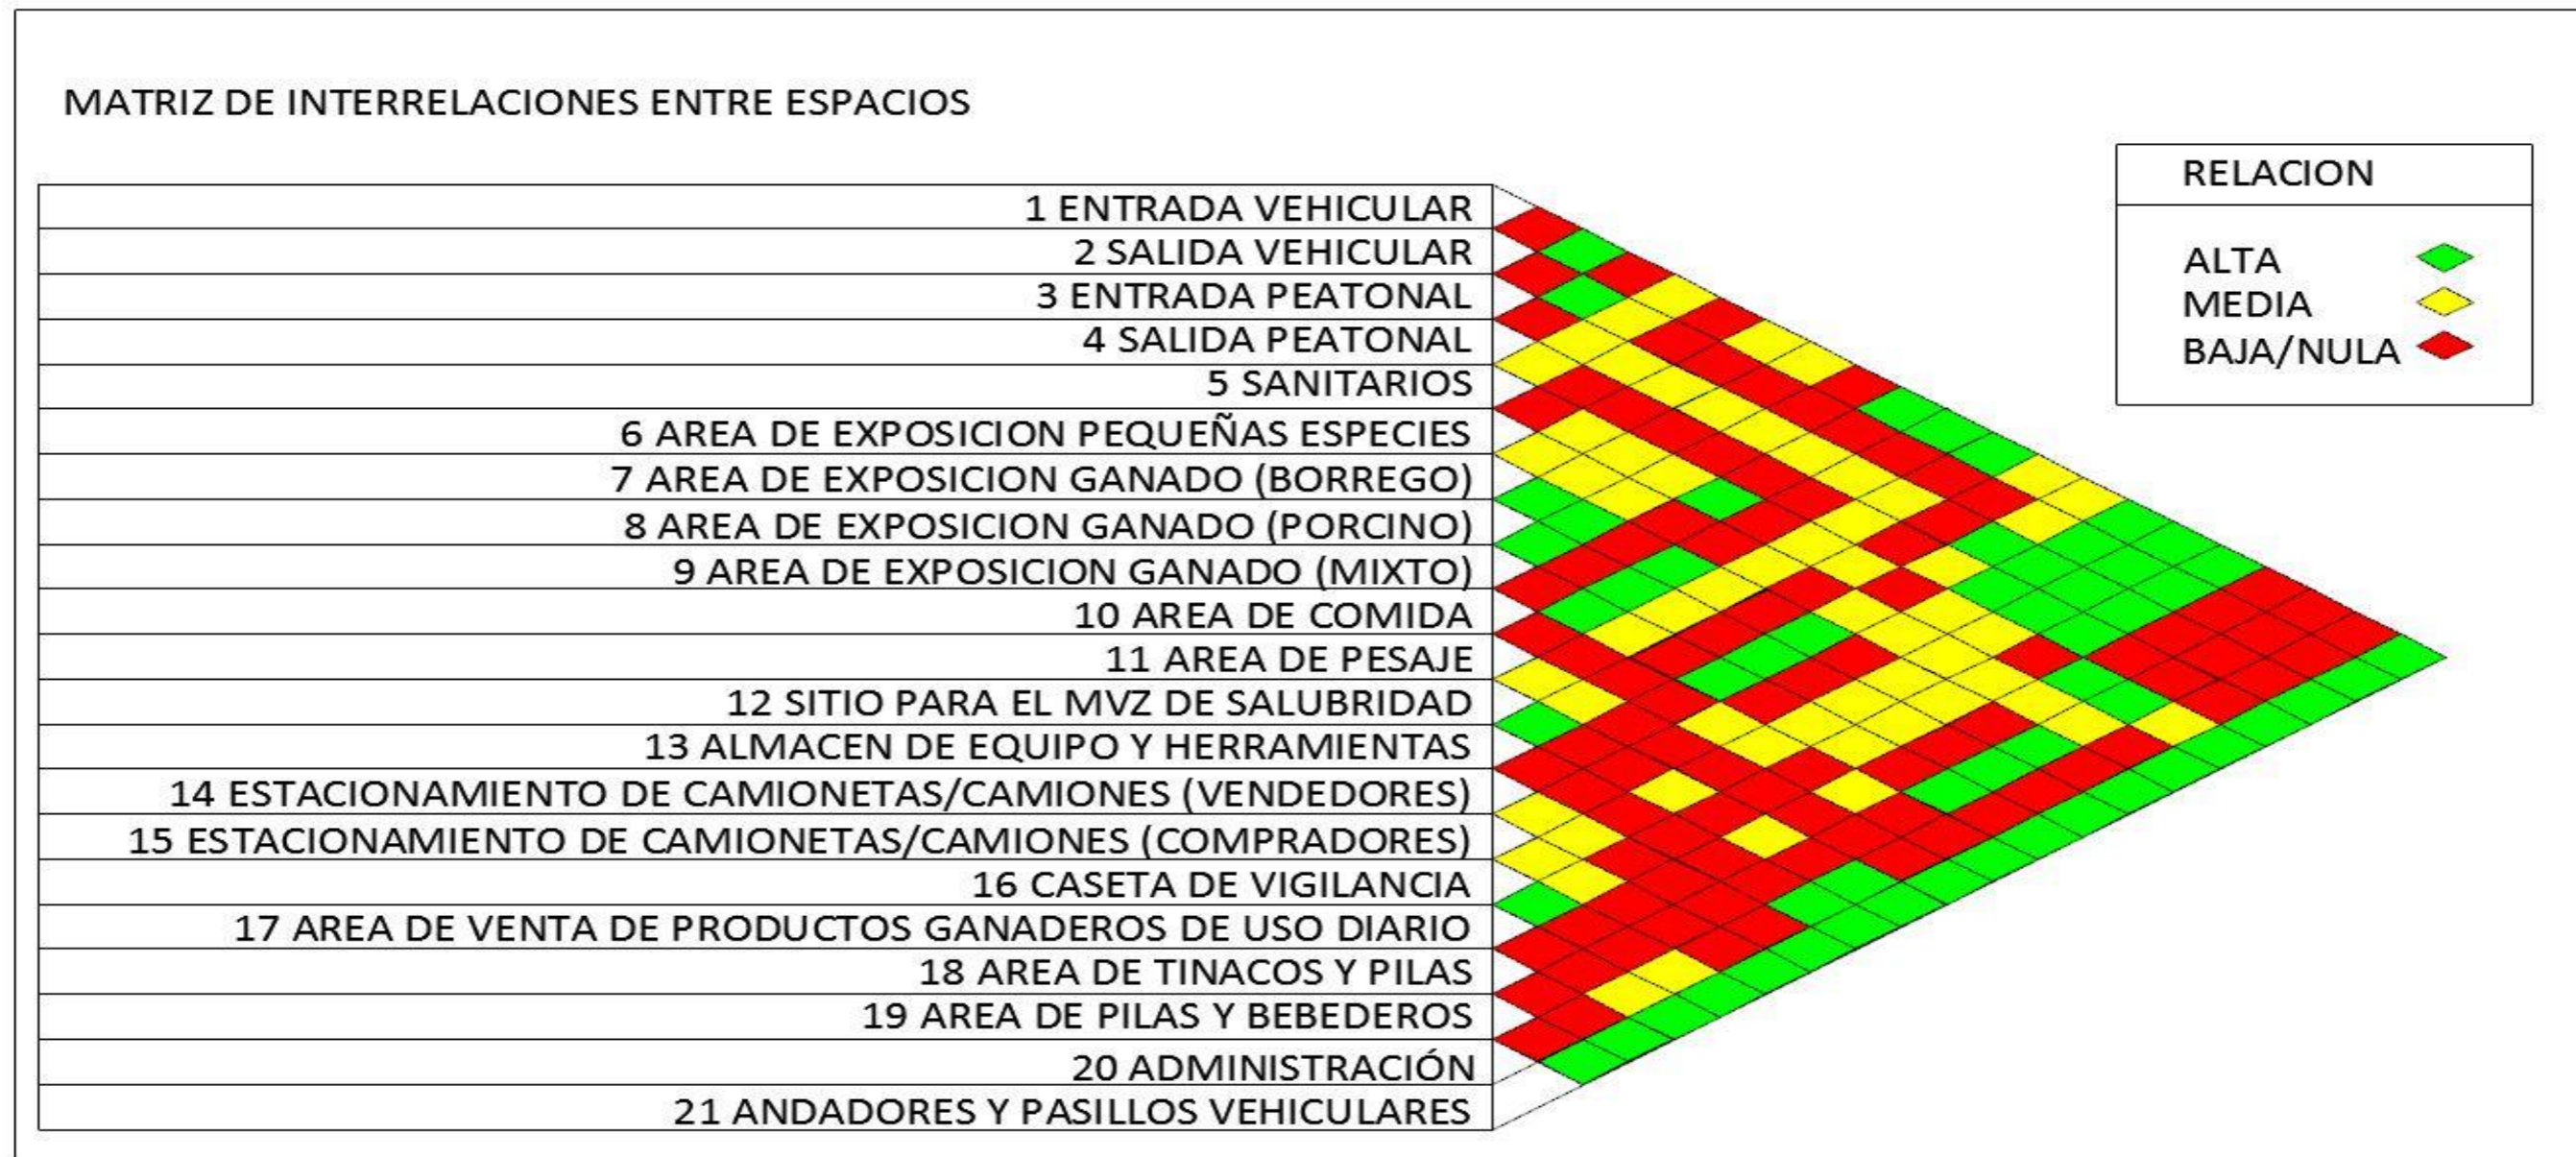 MATRIZ DE INTERRELACIONES ENTRE ESPACIOS
RELACION
ALTA
MEDIA
BAJA/NULA
1 ENTRADA VEHICULAR
2 SALIDA VEHICULAR
3 ENTRADA PEATONAL
4 SALIDA PEATONAL
5 SANITARIOS
6 AREA DE EXPOSICION PEQUEÑAS ESPECIES
7 AREA DE EXPOSICION GANADO (BORREGO)
8 AREA DE EXPOSICION GANADO (PORCINO)
9 AREA DE EXPOSICION GANADO (MIXTO)
10 AREA DE COMIDA
11 AREA DE PESAJE
12 SITIO PARA EL MVZ DE SALUBRIDAD
13 ALMACEN DE EQUIPO Y HERRAMIENTAS
14 ESTACIONAMIENTO DE CAMIONETAS/CAMIONES (VENDEDORES)
15 ESTACIONAMIENTO DE CAMIONETAS/CAMIONES (COMPRADORES)
16 CASETA DE VIGILANCIA
17 AREA DE VENTA DE PRODUCTOS GANADEROS DE USO DIARIO
18 AREA DE TINACOS Y PILAS
19 AREA DE PILAS Y BEBEDEROS
20 ADMINISTRACIÓN
21 ANDADORES Y PASILLOS VEHICULARES